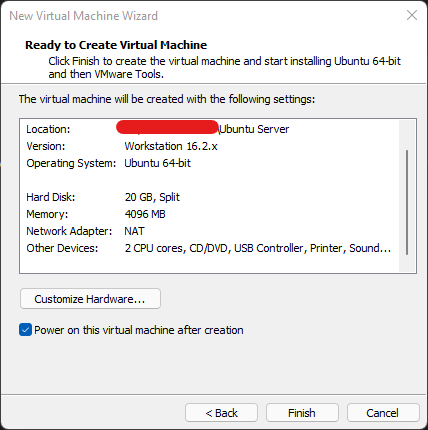 New Virtual Machine Wizard
Ready to Create Virtual Machine
Click Finish to create the virtual machine and start installing Ubuntu 64-bit
and then VMware Tools.
The virtual machine will be created with the following settings:
Location: \Ubuntu Server
Version: Workstation 16.2.x
Operating System: Ubuntu 64-bit
Hard Disk: 20 GB, Split
Memory: 4096 MB
Network Adapter: NAT
Other Devices: 2 CPU cores, CD/DVD, USB Controller, Printer, Sound...
Customize Hardware...
Power on this virtual machine after creation
< Back Finish Cancel